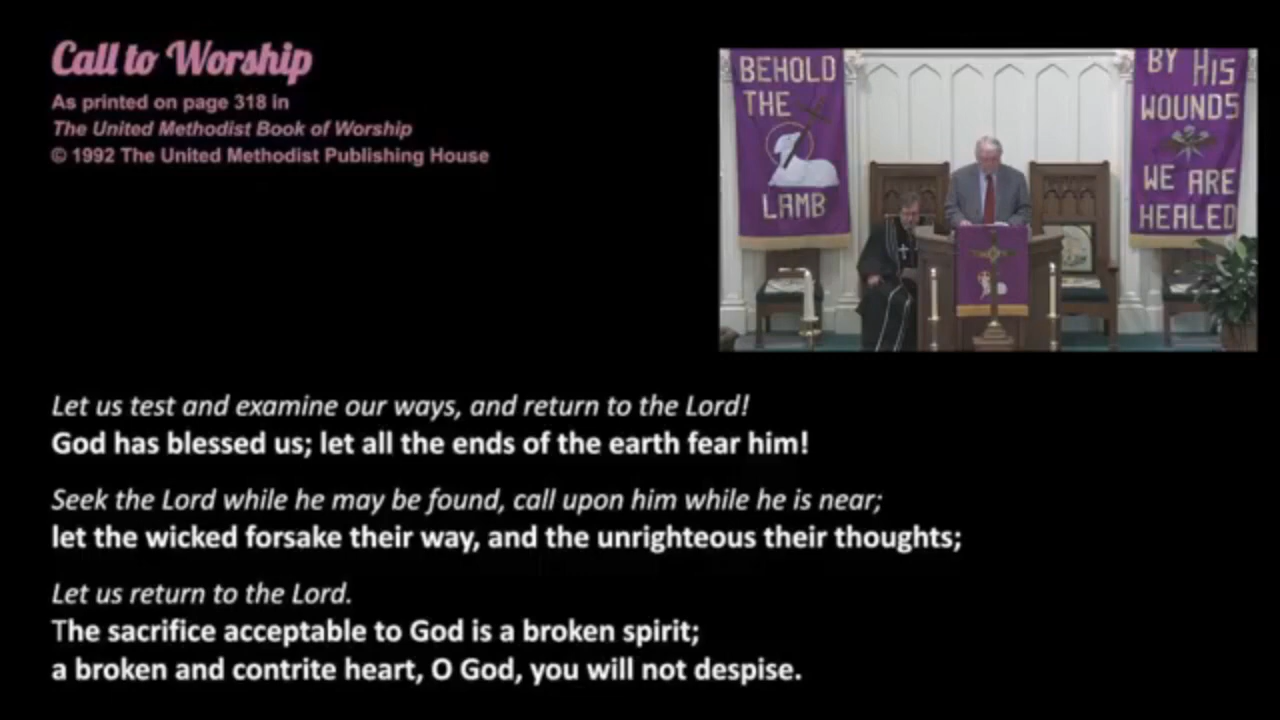 Call to Worship
As printed on page 318 in
The United Methodist Book of Worship
© 1992 The United Methodist Publishing House
BEHOLD
THE
LAMB
BY HIS
WOUNDS
WE ARE
HEALED
Let us test and examine our ways, and return to the Lord!
God has blessed us; let all the ends of the earth fear him!
Seek the Lord while he may be found, call upon him while he is near;
let the wicked forsake their way, and the unrighteous their thoughts;
Let us return to the Lord.
The sacrifice acceptable to God is a broken spirit;
a broken and contrite heart, O God, you will not despise.